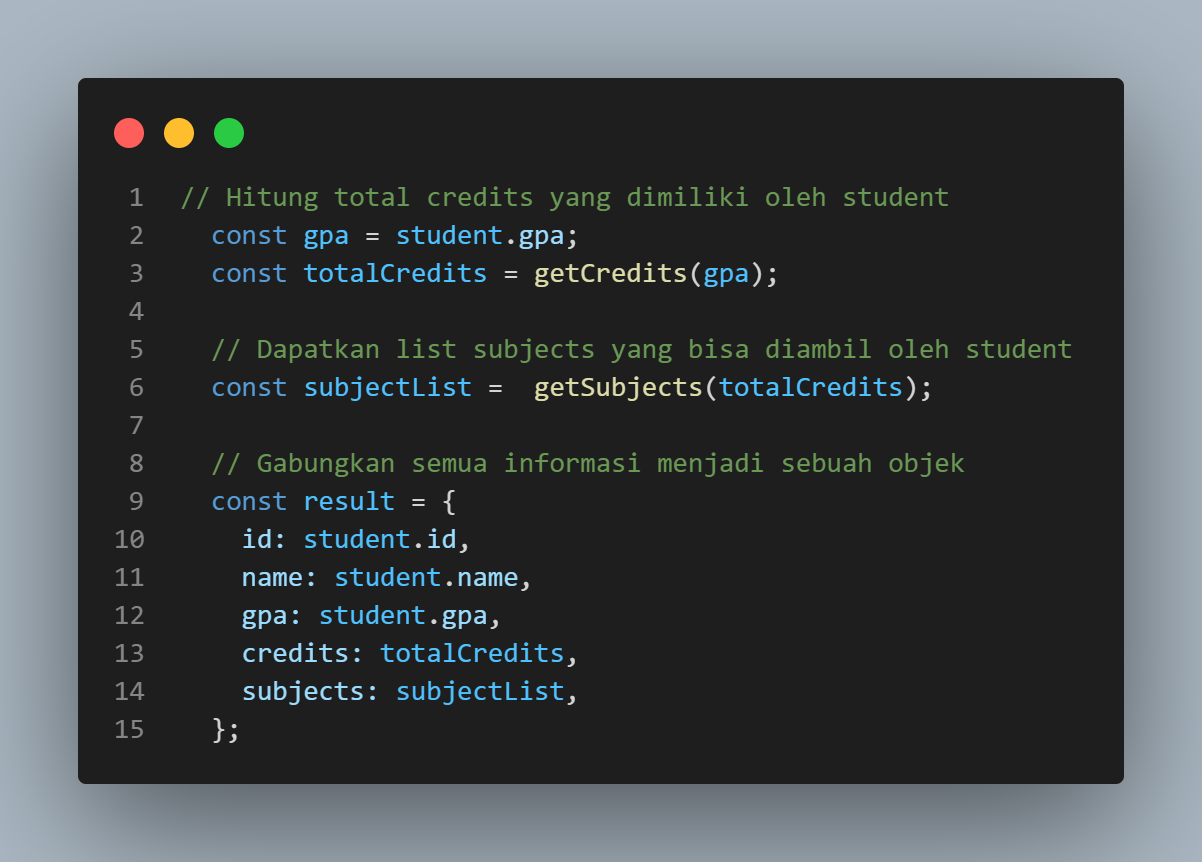 1 // Hitung total credits yang dimiliki oleh student
2 const gpa = student.gpa;
3 const totalCredits = getCredits(gpa);
4
5 // Dapatkan list subjects yang bisa diambil oleh student
6 const subjectList =  getSubjects(totalCredits);
7
8 // Gabungkan semua informasi menjadi sebuah objek
9 const result = {
10 id: student.id,
11 name: student.name,
12 gpa: student.gpa,
13 credits: totalCredits,
14 subjects: subjectList,
15 };